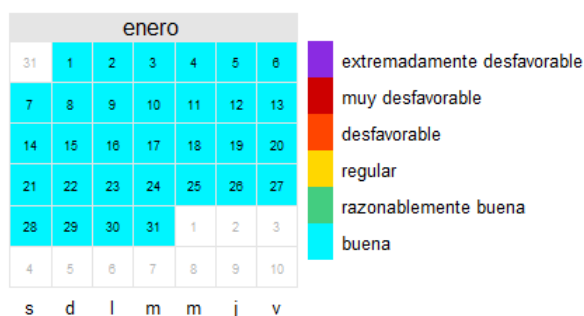 enero
31 1 2 3 4 5 6
7 8 9 10 11 12 13
14 15 16 17 18 19 20
21 22 23 24 25 26 27
28 29 30 31 1 2 3
4 5 6 7 8 9 10
s d l m m j v
extremadamente desfavorable
muy desfavorable
desfavorable
regular
razonablemente buena
buena